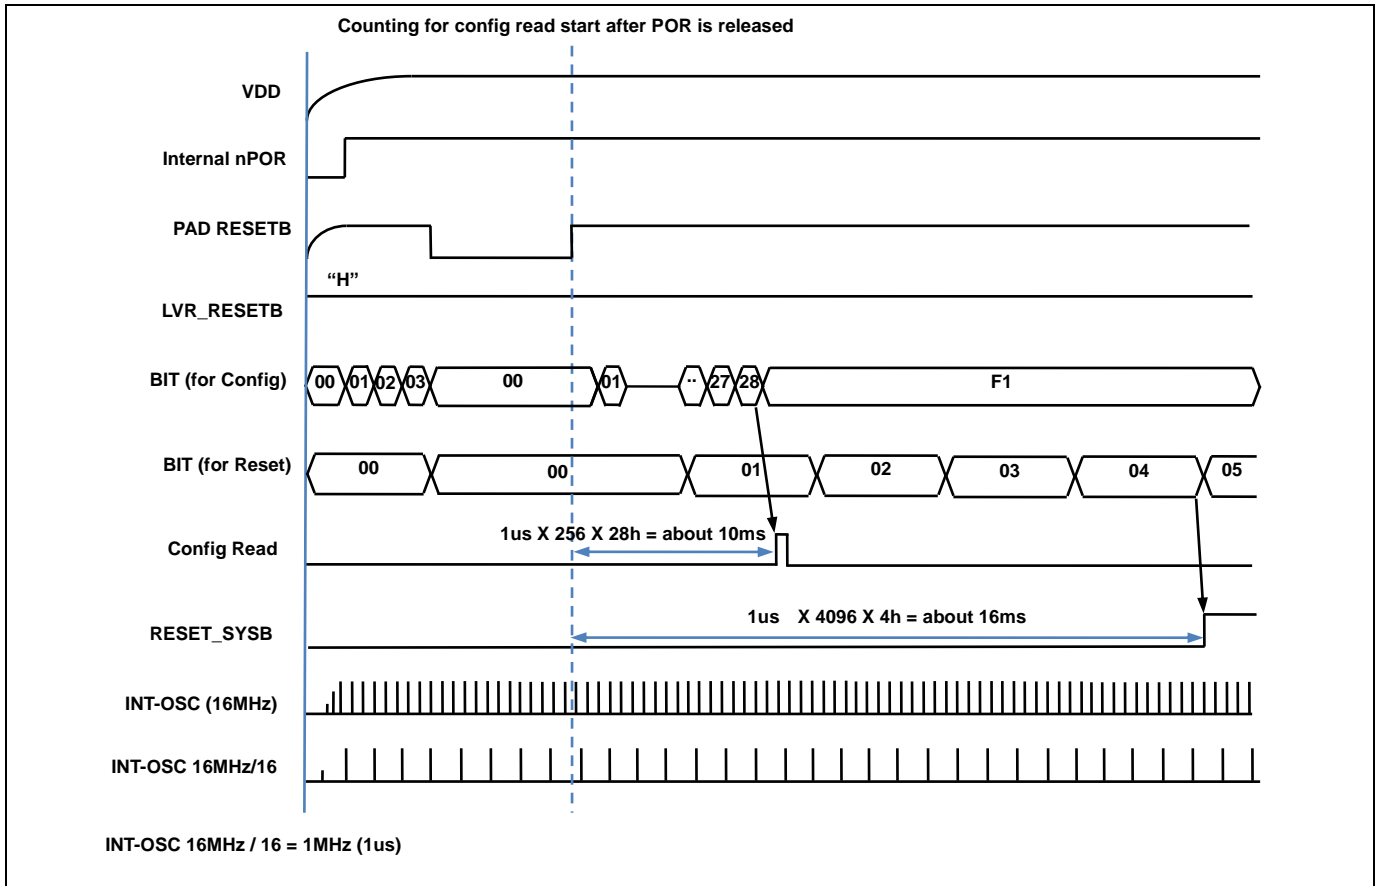 Counting for config read start after POR is released
VDD
Internal nPOR
PAD RESETB
“H”
LVR_RESETB
BIT (for Config) 00 01 02 03 00 01 ·· 27 28 F1
BIT (for Reset) 00 00 01 02 03 04 05
1us X 256 X 28h = about 10ms
Config Read
1us X 4096 X 4h = about 16ms
RESET_SYSB
INT-OSC (16MHz)
INT-OSC 16MHz/16
INT-OSC 16MHz / 16 = 1MHz (1us)